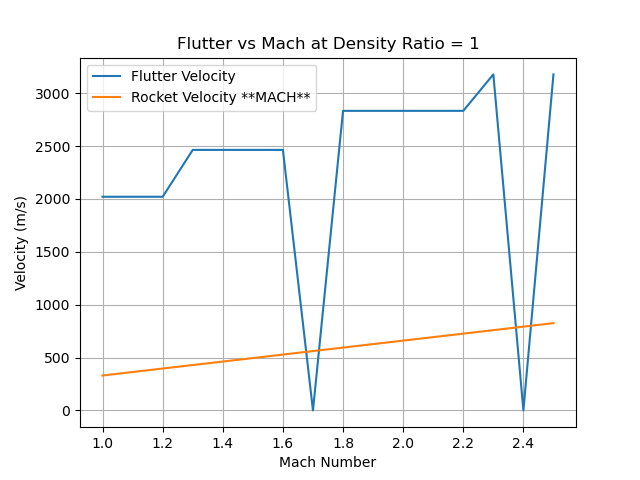 Flutter vs Mach at Density Ratio = 1
Flutter Velocity
Rocket Velocity **MACH**
Velocity (m/s)
3000
2500
2000
1500
1000
500
0
1.0 1.2 1.4 1.6 1.8 2.0 2.2 2.4
Mach Number